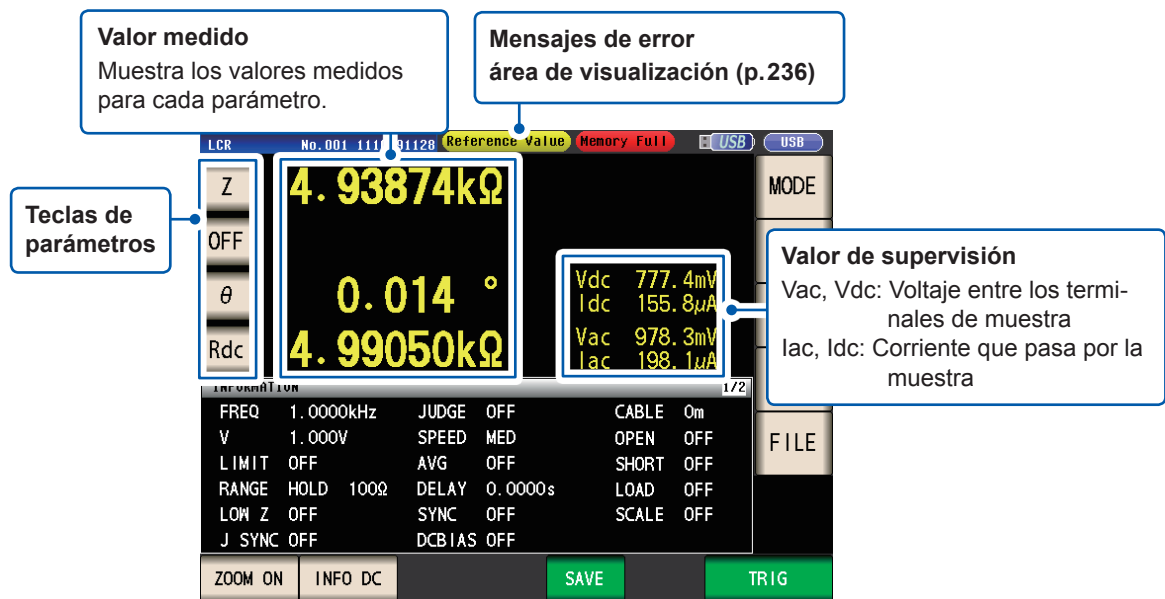 Valor medido
Muestra los valores medidos
para cada parámetro.
Mensajes de error
área de visualización (p.236)
LCR No.001 Reference Value Memory Full USB USB
Teclas de
parámetros
Z
OFF
θ
Rdc
4.93874kΩ
0.014 °
4.99050kΩ
Vdc 777.4mV
Idc 155.8μA
Vac 978.3mV
Iac 198.1μA
MODE
Valor de supervisión
Vac, Vdc: Voltaje entre los termi-
nales de muestra
Iac, Idc: Corriente que pasa por la
muestra
INFORMATION 1/2
FREQ 1.0000kHz JUDGE OFF CABLE 0m
V 1.000V SPEED MED OPEN OFF
LIMIT OFF AVG OFF SHORT OFF
RANGE HOLD 100Ω DELAY 0.0000s LOAD OFF
LOW Z OFF SYNC OFF SCALE OFF
J SYNC OFF DCBIAS OFF
FILE
ZOOM ON INFO DC SAVE TRIG